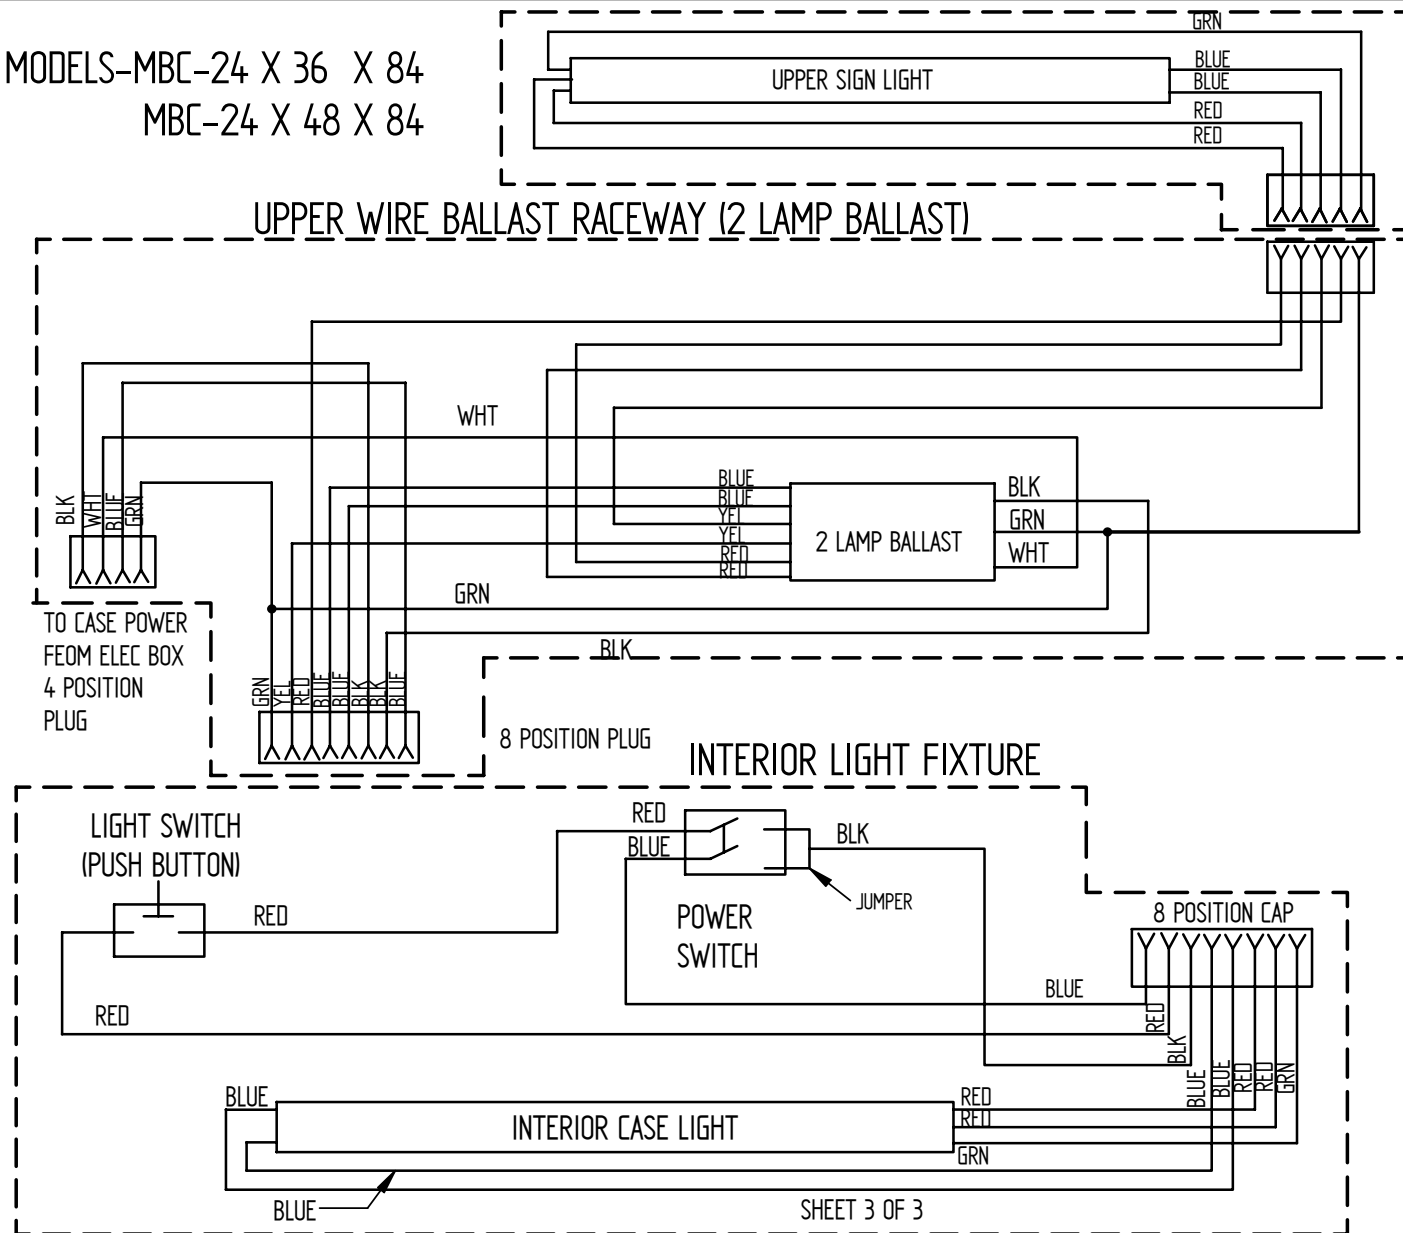 MODELS-MBC-24 X 36 X 84
MBC-24 X 48 X 84
GRN
UPPER SIGN LIGHT
BLUE
BLUE
RED
RED
UPPER WIRE BALLAST RACEWAY (2 LAMP BALLAST)
WHT
BLK
WHT
BLUE
GRN
BLUE
BLUE
YEL
YEL
RED
RED
2 LAMP BALLAST
BLK
GRN
WHT
GRN
BLK
TO CASE POWER
FEOM ELEC BOX
4 POSITION
PLUG
GRN
YEL
RED
BLUE
BLUE
BLK
BLK
BLUE
8 POSITION PLUG
INTERIOR LIGHT FIXTURE
LIGHT SWITCH
(PUSH BUTTON)
RED
BLUE
BLK
JUMPER
POWER
SWITCH
RED
8 POSITION CAP
BLUE
RED
RED
BLK
BLUE
BLUE
RED
RED
GRN
BLUE
INTERIOR CASE LIGHT
RED
RED
GRN
BLUE
SHEET 3 OF 3